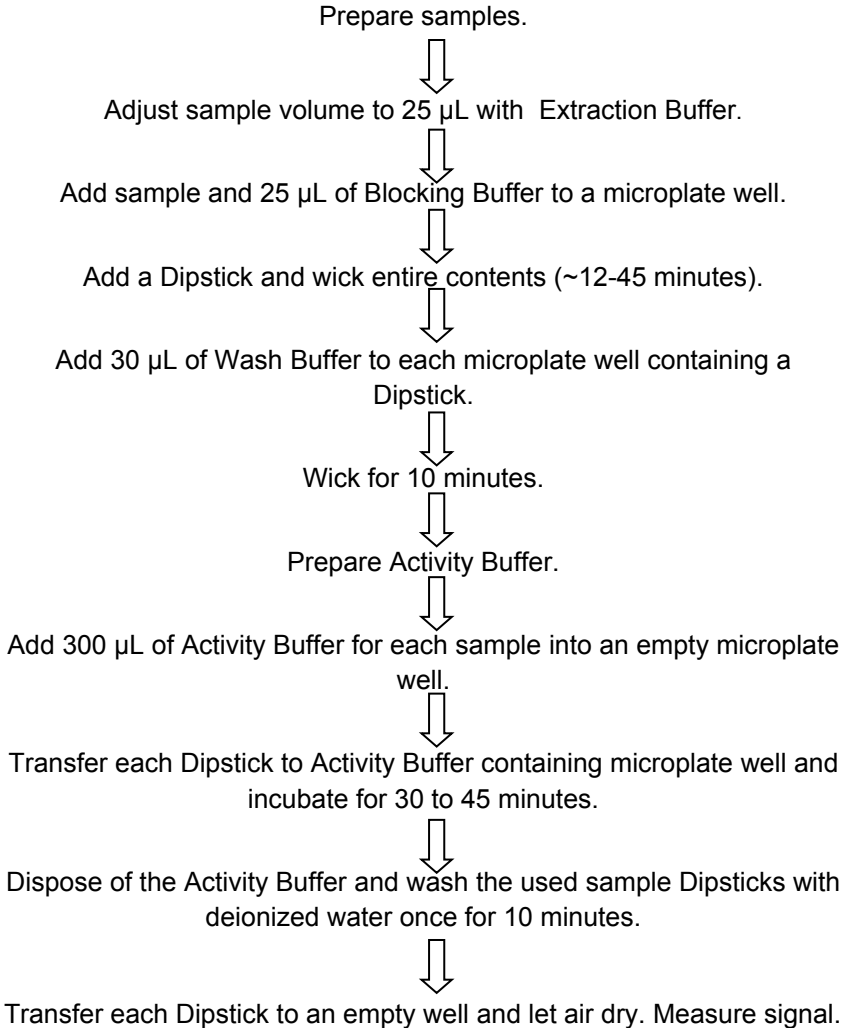 Prepare samples.
Adjust sample volume to 25 µL with  Extraction Buffer.
Add sample and 25 µL of Blocking Buffer to a microplate well.
Add a Dipstick and wick entire contents (~12-45 minutes).
Add 30 µL of Wash Buffer to each microplate well containing a
Dipstick.
Wick for 10 minutes.
Prepare Activity Buffer.
Add 300 µL of Activity Buffer for each sample into an empty microplate
well.
Transfer each Dipstick to Activity Buffer containing microplate well and
incubate for 30 to 45 minutes.
Dispose of the Activity Buffer and wash the used sample Dipsticks with
deionized water once for 10 minutes.
Transfer each Dipstick to an empty well and let air dry. Measure signal.